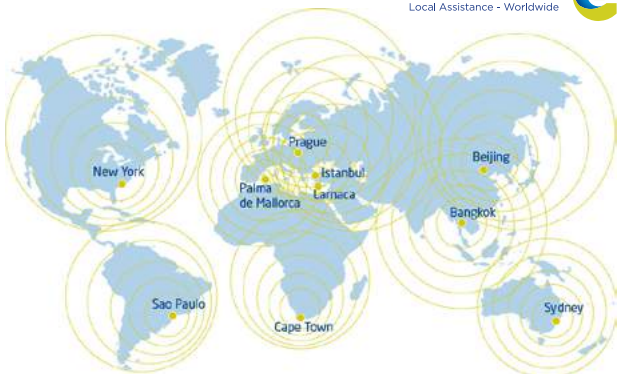 Local Assistance - Worldwide
Prague
New York
Istanbul
Beijing
Palma
de Mallorca
Larnaca
Bangkok
Sao Paulo
Sydney
Cape Town